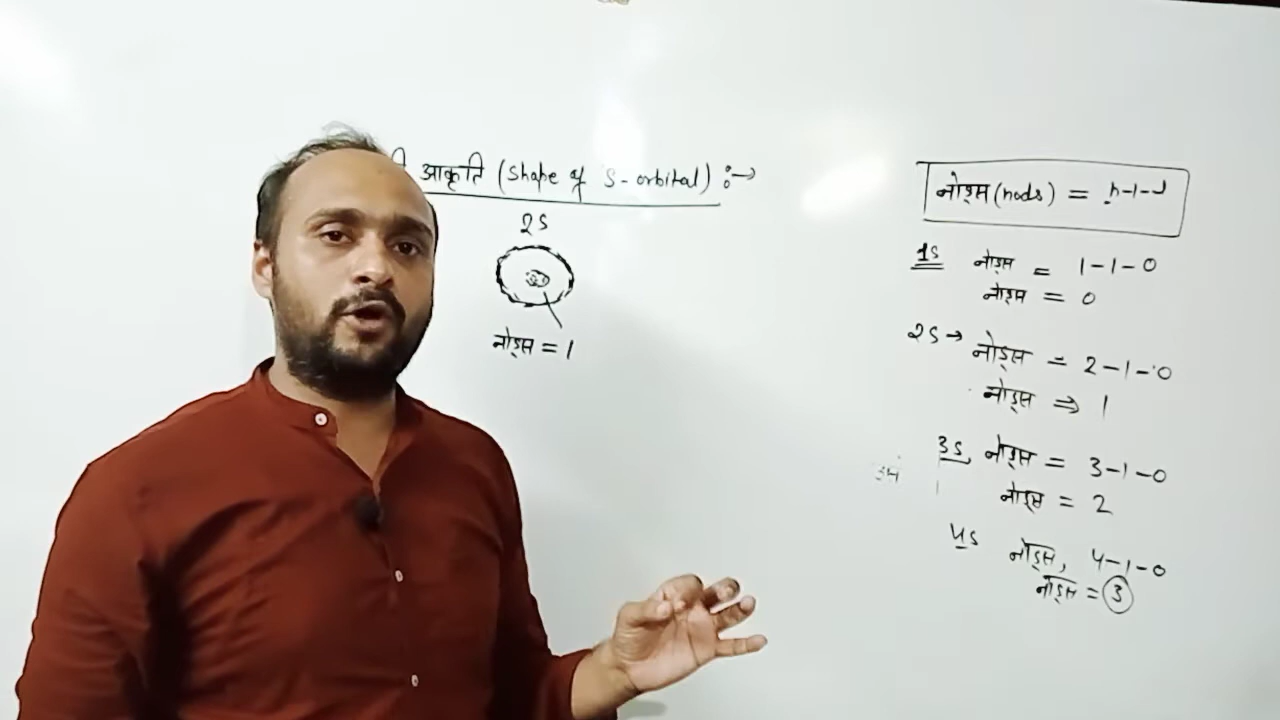 आकृति (shape of S-orbital) :→
2S
नोड्स = 1
नोड्स (nods) = n-1-l
1S नोड्स = 1-1-0
नोड्स = 0
2S → नोड्स = 2-1-0
नोड्स ⇒ 1
3S, नोड्स = 3-1-0
नोड्स = 2
4S नोड्स, 4-1-0
नोड्स = 3